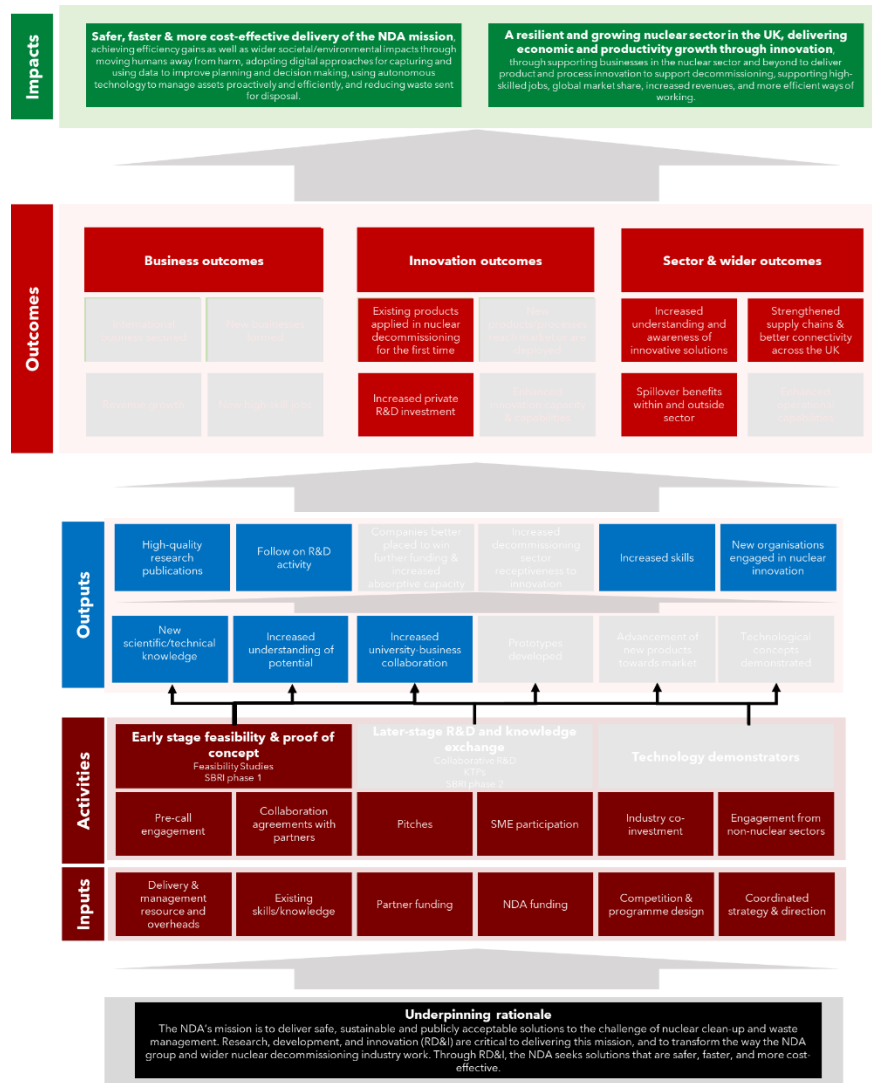 Impacts
Safer, faster & more cost-effective delivery of the NDA mission,
achieving efficiency gains as well as wider societal/environmental impacts through
moving humans away from harm, adopting digital approaches for capturing and
using data to improve planning and decision making, using autonomous
technology to manage assets proactively and efficiently, and reducing waste sent
for disposal.
A resilient and growing nuclear sector in the UK, delivering
economic and productivity growth through innovation,
through supporting businesses in the nuclear sector and beyond to deliver
product and process innovation to support decommissioning, supporting high-
skilled jobs, global market share, increased revenues, and more efficient ways of
working.
Outcomes
Business outcomes
Innovation outcomes
Existing products
applied in nuclear
decommissioning
for the first time
Increased private
R&D investment
Sector & wider outcomes
Increased
understanding and
awareness of
innovative solutions
Strengthened
supply chains &
better connectivity
across the UK
Spillover benefits
within and outside
sector
Outputs
High-quality
research
publications
Follow on R&D
activity
Companies better
placed to win
further funding &
increased
absorptive capacity
Increased
decommissioning
sector
receptiveness to
innovation
Increased skills
New organisations
engaged in nuclear
innovation
New
scientific/technical
knowledge
Increased
understanding of
potential
Increased
university-business
collaboration
Prototypes
developed
Advancement of
new products
towards market
Technological
concepts
demonstrated
Activities
Early stage feasibility & proof of
concept
Feasibility Studies
SBRI phase 1
Later-stage R&D and knowledge
exchange
Collaborative R&D
KTPs
SBRI phase 2
Technology demonstrators
Pre-call
engagement
Collaboration
agreements with
partners
Pitches
SME participation
Industry co-
investment
Engagement from
non-nuclear sectors
Inputs
Delivery &
management
resource and
overheads
Existing
skills/knowledge
Partner funding
NDA funding
Competition &
programme design
Coordinated
strategy & direction
Underpinning rationale
The NDA's mission is to deliver safe, sustainable and publicly acceptable solutions to the challenge of nuclear clean-up and waste
management. Research, development, and innovation (RD&I) are critical to delivering this mission, and to transform the way the NDA
group and wider nuclear decommissioning industry work. Through RD&I, the NDA seeks solutions that are safer, faster, and more cost-
effective.